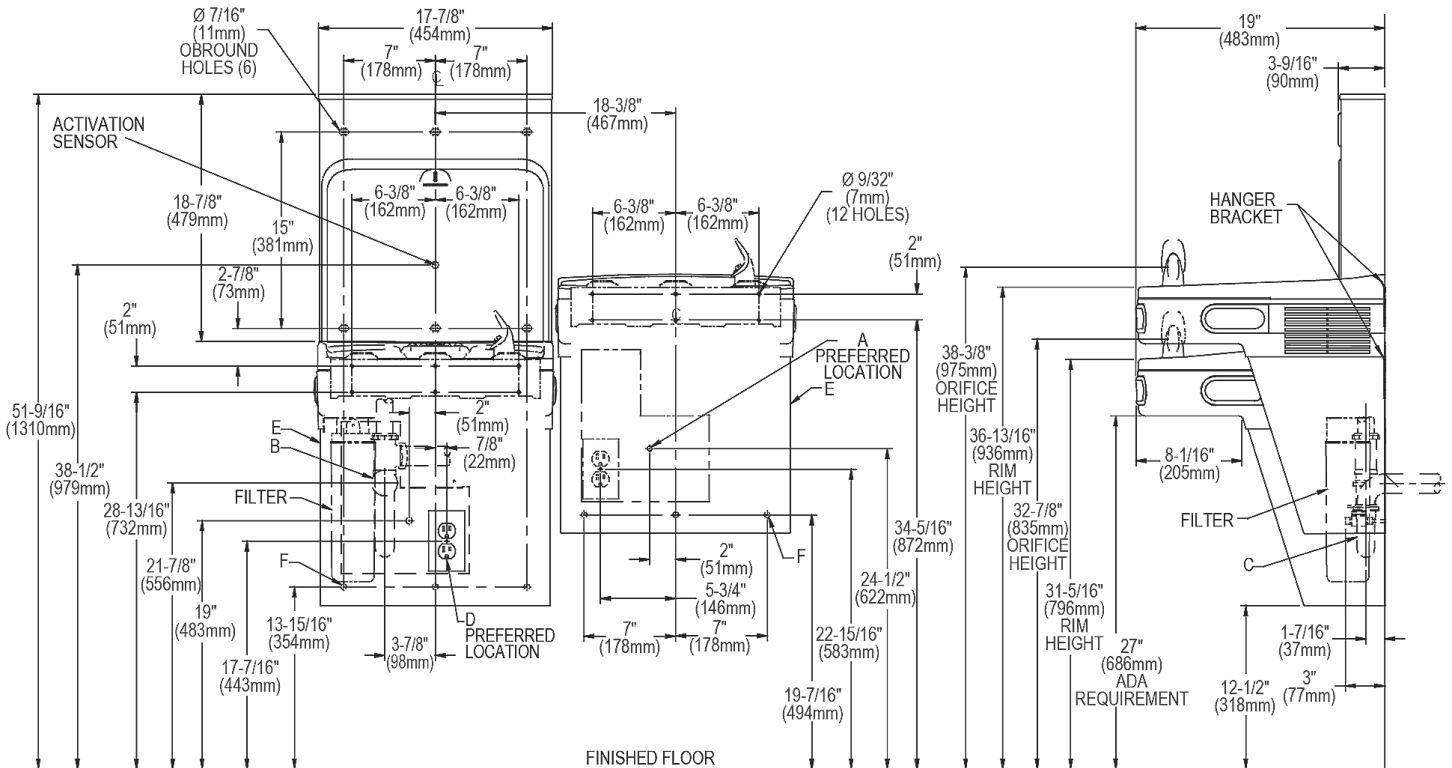 Ø 7/16"
(11mm)
OBROUND
HOLES (6)
17-7/8"
(454mm)
7"
(178mm)
7"
(178mm)
℄
18-3/8"
(467mm)
ACTIVATION
SENSOR
18-7/8"
(479mm)
15"
(381mm)
2-7/8"
(73mm)
2"
(51mm)
6-3/8"
(162mm)
6-3/8"
(162mm)
6-3/8"
(162mm)
6-3/8"
(162mm)
Ø 9/32"
(7mm)
(12 HOLES)
2"
(51mm)
℄
A
PREFERRED
LOCATION
E
51-9/16"
(1310mm)
38-1/2"
(979mm)
28-13/16"
(732mm)
21-7/8"
(556mm)
19"
(483mm)
17-7/16"
(443mm)
13-15/16"
(354mm)
E
B
FILTER
F
2"
(51mm)
7/8"
(22mm)
3-7/8"
(98mm)
D
PREFERRED
LOCATION
F
2"
(51mm)
5-3/4"
(146mm)
7"
(178mm)
7"
(178mm)
19-7/16"
(494mm)
22-15/16"
(583mm)
24-1/2"
(622mm)
34-5/16"
(872mm)
FINISHED FLOOR
19"
(483mm)
3-9/16"
(90mm)
HANGER
BRACKET
38-3/8"
(975mm)
ORIFICE
HEIGHT
36-13/16"
(936mm)
RIM
HEIGHT
32-7/8"
(835mm)
ORIFICE
HEIGHT
31-5/16"
(796mm)
RIM
HEIGHT
27"
(686mm)
ADA
REQUIREMENT
8-1/16"
(205mm)
FILTER
C
12-1/2"
(318mm)
1-7/16"
(37mm)
3"
(77mm)